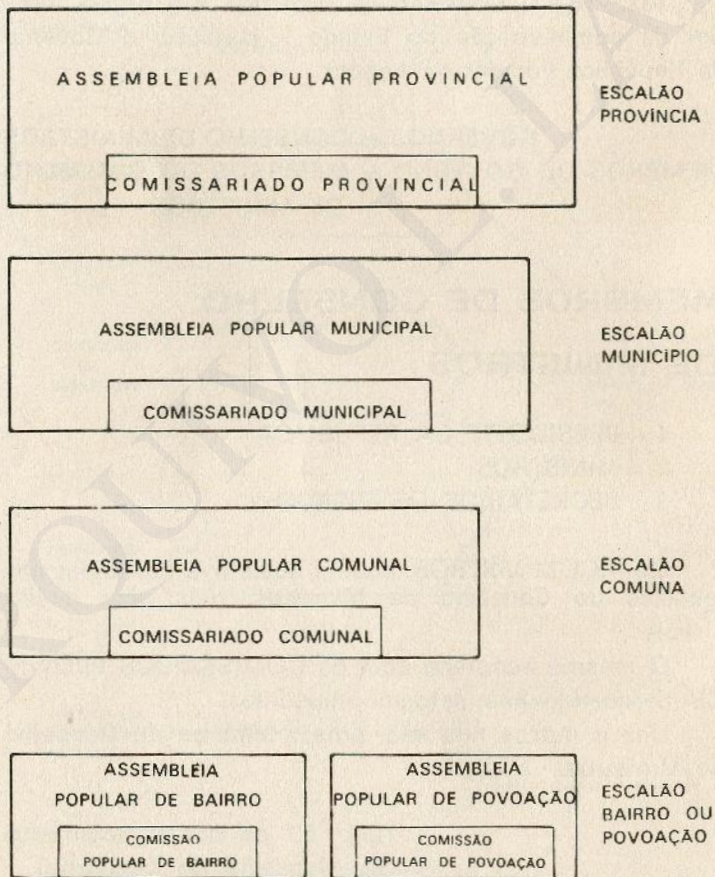 ASSEMBLEIA POPULAR PROVINCIAL
COMISSARIADO PROVINCIAL
ESCALÃO
PROVÍNCIA
ASSEMBLEIA POPULAR MUNICIPAL
COMISSARIADO MUNICIPAL
ESCALÃO
MUNICIPIO
ASSEMBLEIA POPULAR COMUNAL
COMISSARIADO COMUNAL
ESCALÃO
COMUNA
ASSEMBLEIA
POPULAR DE BAIRRO
COMISSÃO
POPULAR DE BAIRRO
ASSEMBLEIA
POPULAR DE POVOAÇÃO
COMISSÃO
POPULAR DE POVOAÇÃO
ESCALÃO
BAIRRO OU
POVOAÇÃO